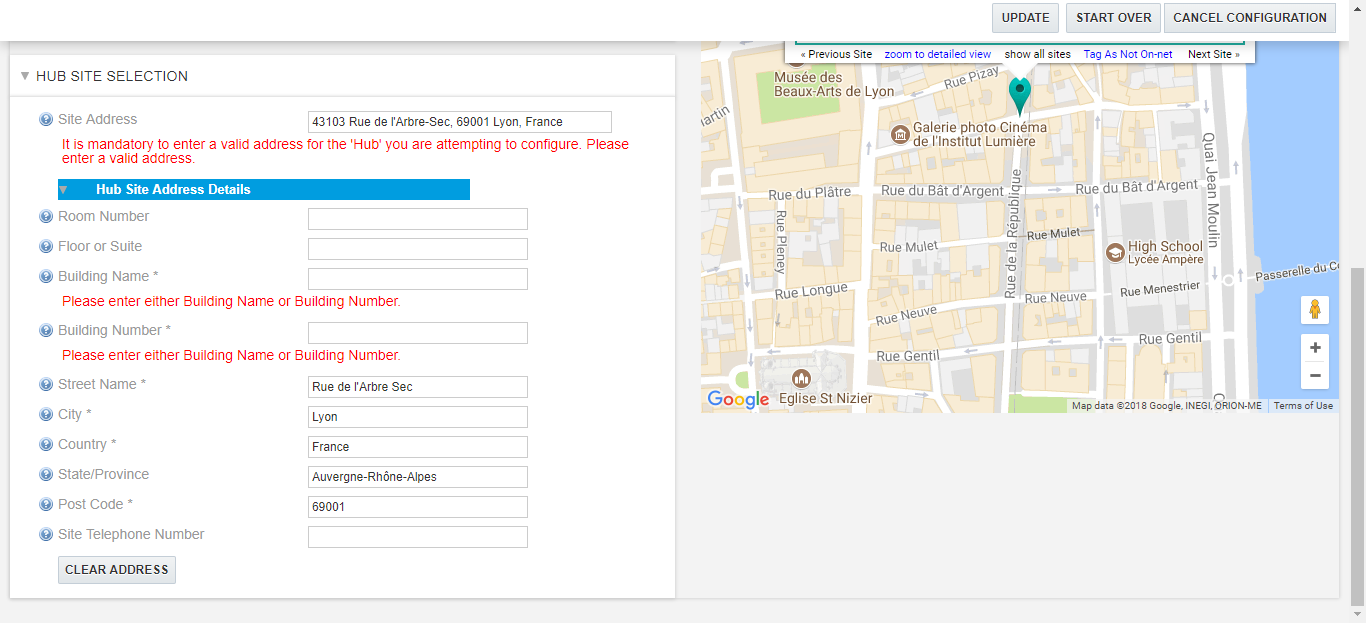 UPDATE
START OVER
CANCEL CONFIGURATION
HUB SITE SELECTION
Site Address
43103 Rue de l'Arbre-Sec, 69001 Lyon, France
It is mandatory to enter a valid address for the 'Hub' you are attempting to configure. Please
enter a valid address.
Hub Site Address Details
Room Number
Floor or Suite
Building Name *
Please enter either Building Name or Building Number.
Building Number *
Please enter either Building Name or Building Number.
Street Name *
Rue de l'Arbre Sec
City *
Lyon
Country *
France
State/Province
Auvergne-Rhône-Alpes
Post Code *
69001
Site Telephone Number
CLEAR ADDRESS
« Previous Site
zoom to detailed view
show all sites
Tag As Not On-net
Next Site »
Musée des
Beaux-Arts de Lyon
Rue Pizay
artin
Galerie photo Cinéma
de l'Institut Lumière
Quai Jean Moulin
Rue du Plâtre
Rue du Bât d'Argent
Rue du Bât d'Argent
Rue de la République
Rue Pleney
Rue Mulet
Rue Mulet
High School
Lycée Ampère
Passerelle du Co
Rue Longue
Rue Menestrier
Rue Neuve
Rue Neuve
Rue Gentil
Rue Gentil
Eglise St Nizier
+
−
Google
Map data ©2018 Google, INEGI, ORION-ME
Terms of Use